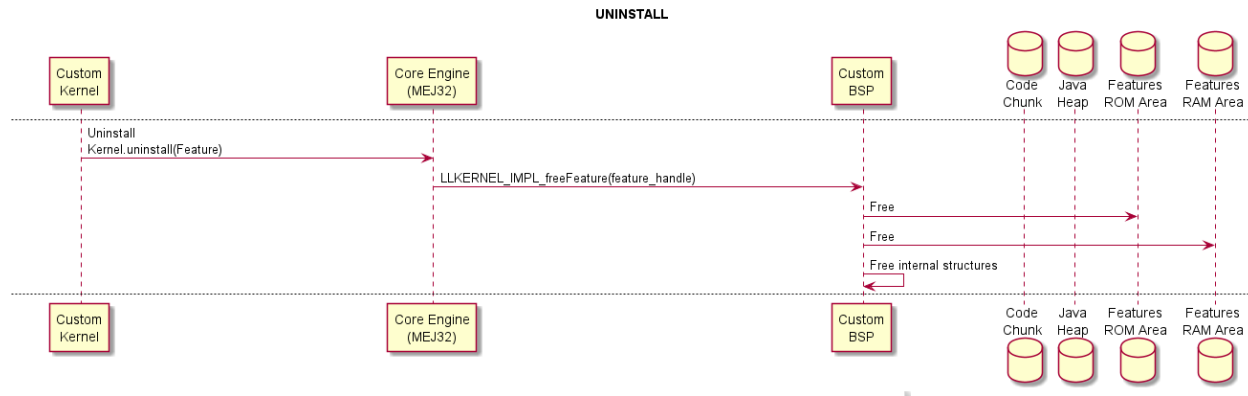 UNINSTALL
Custom
Kernel
Core Engine
(MEJ32)
Custom
BSP
Code
Chunk
Java
Heap
Features
ROM Area
Features
RAM Area
Uninstall
Kernel.uninstall(Feature)
LLKERNEL_IMPL_freeFeature(feature_handle)
Free
Free
Free internal structures
Custom
Kernel
Core Engine
(MEJ32)
Custom
BSP
Code
Chunk
Java
Heap
Features
ROM Area
Features
RAM Area